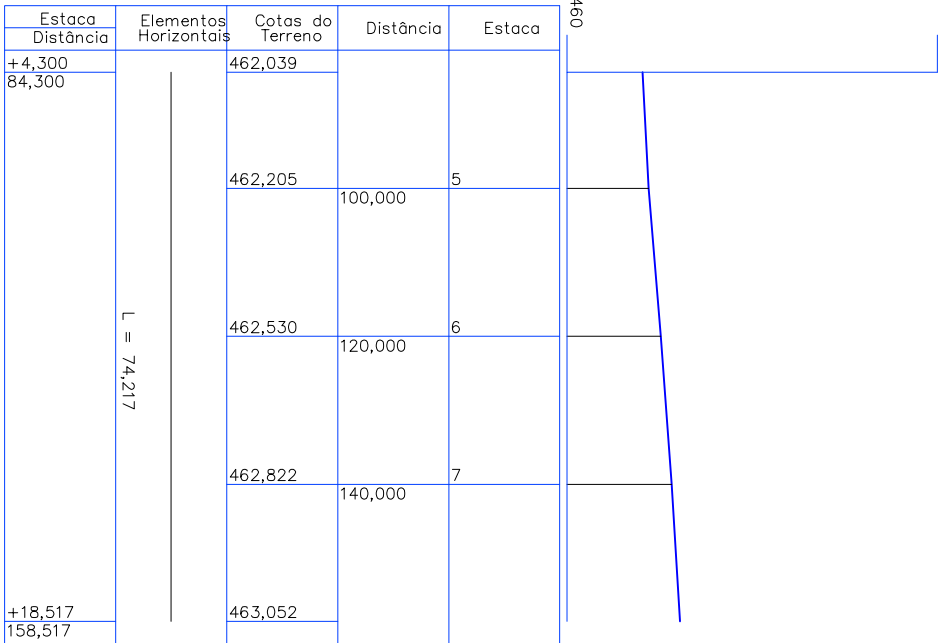 Estaca
Distância
Elementos
Horizontais
Cotas do
Terreno
Distância
Estaca
460
+4,300
84,300
462,039
462,205
100,000
5
462,530
120,000
6
L = 74,217
462,822
140,000
7
+18,517
158,517
463,052